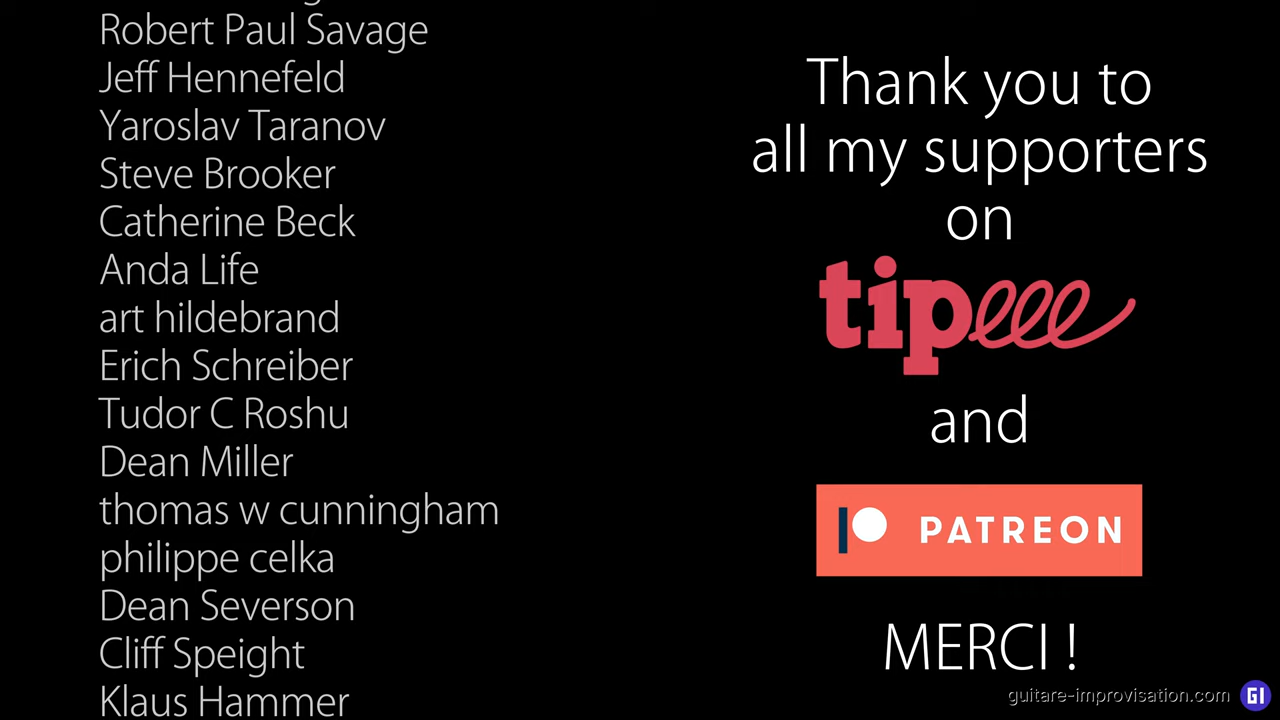 Robert Paul Savage
Jeff Hennefeld
Yaroslav Taranov
Steve Brooker
Catherine Beck
Anda Life
art hildebrand
Erich Schreiber
Tudor C Roshu
Dean Miller
thomas w cunningham
philippe celka
Dean Severson
Cliff Speight
Klaus Hammer
Thank you to
all my supporters
on
tipeee
and
PATREON
MERCI !
guitare-improvisation.com GI